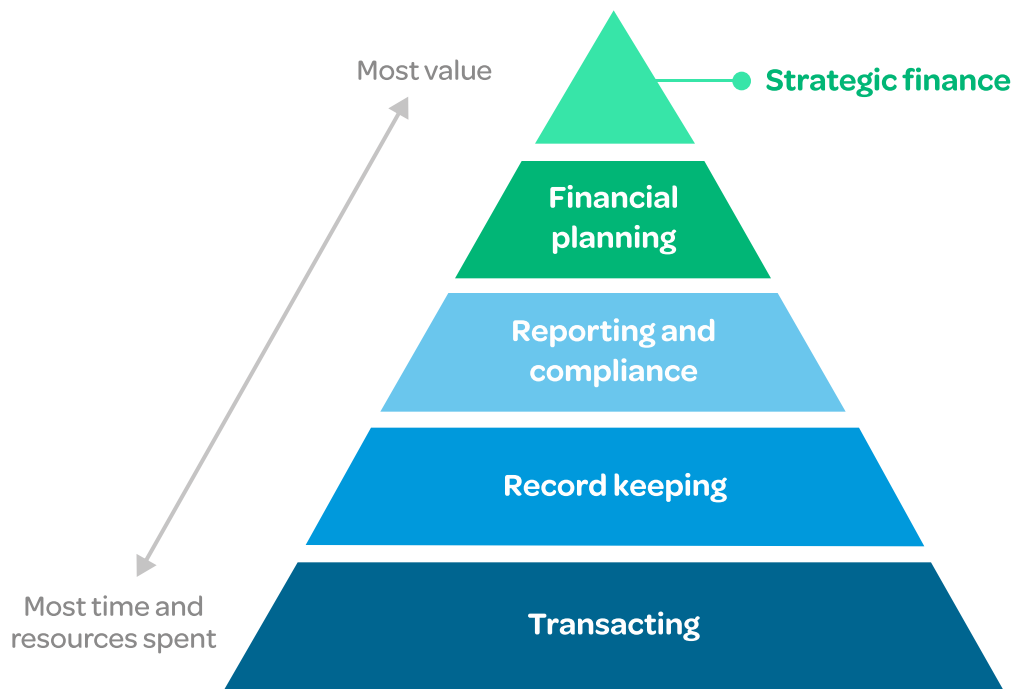 Most value
Strategic finance
Financial
planning
Reporting and
compliance
Record keeping
Most time and
resources spent
Transacting